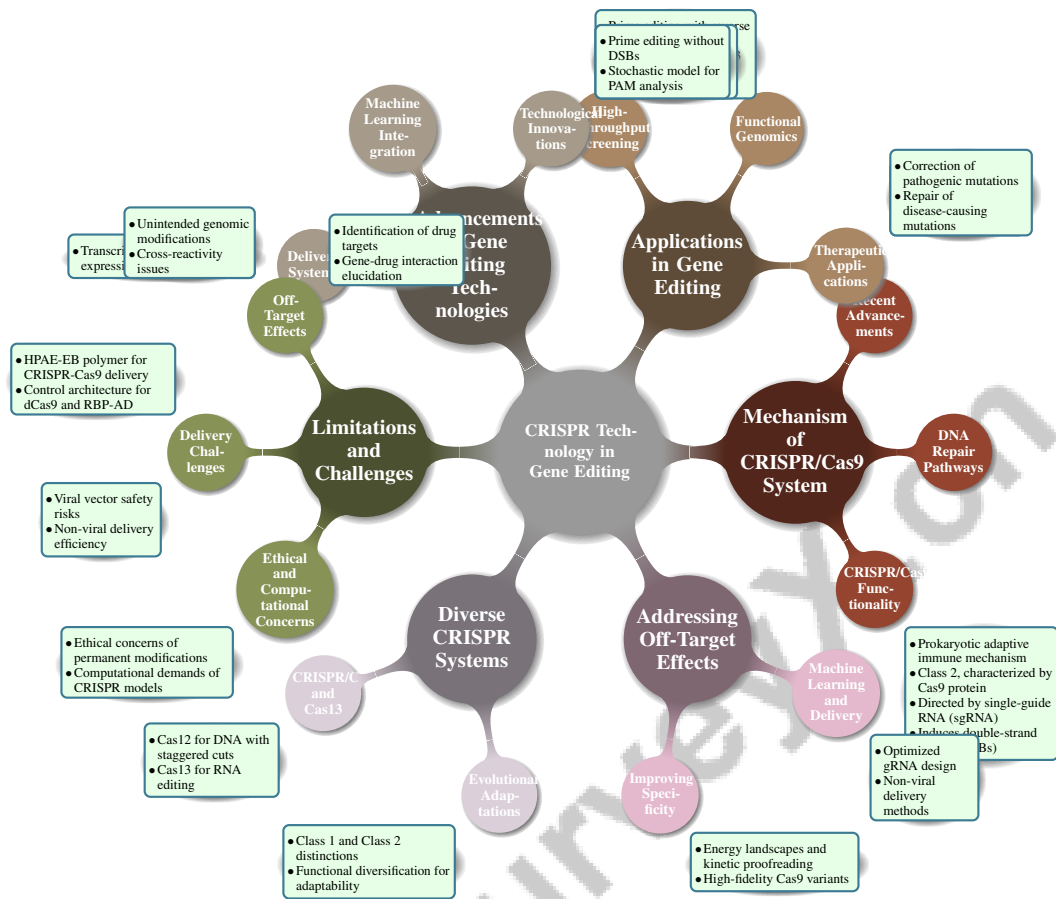 Prime editing without
DSBs
Stochastic model for
PAM analysis
Machine
Learning
Inte-
gration
Technological
Innova-
tions
High-
Functional
Genomics
Correction of
pathogenic mutations
Repair of
disease-causing
mutations
Unintended genomic
modifications
Cross-reactivity
issues
Identification of drug
targets
Gene-drug interaction
elucidation
Gene
Tech-
nologies
Applications
in Gene
Editing
Therapeutic
Appli-
cations
Off-
Target
Effects
Advance-
ments
HPAE-EB polymer for
CRISPR-Cas9 delivery
Control architecture for
dCas9 and RBP-AD
Delivery
Chal-
lenges
Limitations
and
Challenges
CRISPR Tech-
nology in
Gene Editing
Mechanism
of
CRISPR/Cas9
System
DNA
Repair
Pathways
Viral vector safety
risks
Non-viral delivery
efficiency
Ethical
and
Compu-
tational
Concerns
CRISPR/Cas
Func-
tionality
Diverse
CRISPR
Systems
Addressing
Off-Target
Effects
Ethical concerns of
permanent modifications
Computational demands of
CRISPR models
Prokaryotic adaptive
immune mechanism
Class 2, characterized by
Cas9 protein
Directed by single-guide
RNA (sgRNA)
Induces double-strand
CRISPR/C
and
Cas13
Machine
Learning
and
Delivery
Cas12 for DNA with
staggered cuts
Cas13 for RNA
editing
Optimized
gRNA design
Non-viral
delivery
methods
Evolutional
Adap-
tations
Improving
Speci-
ficity
Class 1 and Class 2
distinctions
Functional diversification for
adaptability
Energy landscapes and
kinetic proofreading
High-fidelity Cas9 variants